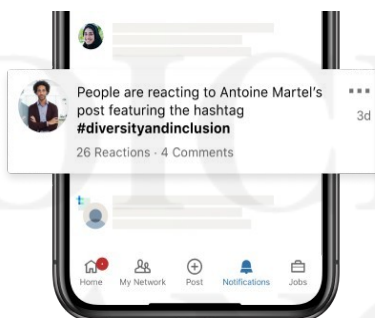 People are reacting to Antoine Martel's
post featuring the hashtag
#diversityandinclusion
3d
26 Reactions · 4 Comments
Home
My Network
Post
Notifications
Jobs